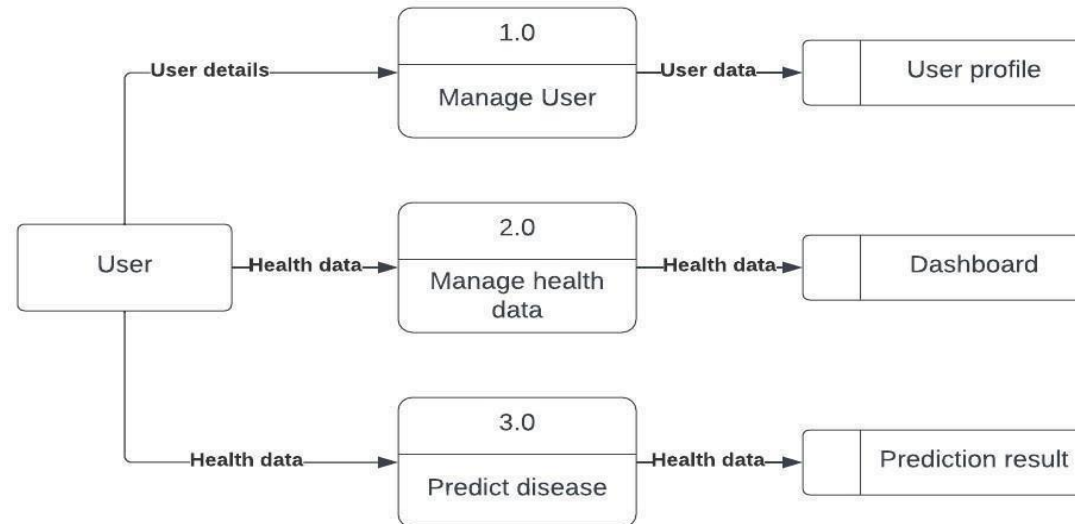 1.0
User details
Manage User
User data
User profile
User
Health data
2.0
Manage health
data
Health data
Dashboard
Health data
3.0
Predict disease
Health data
Prediction result